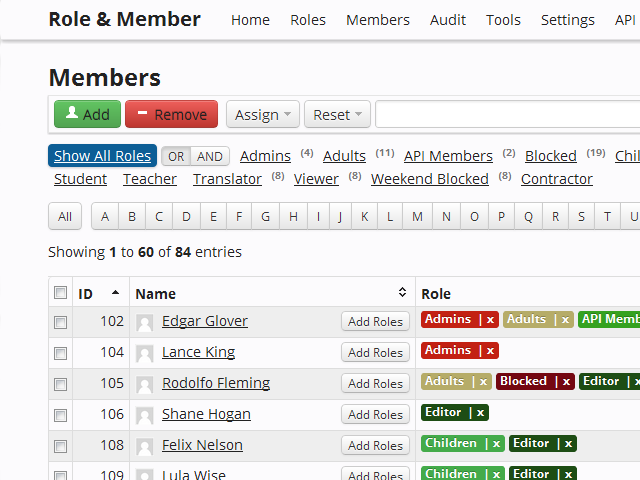 Role & Member Home Roles Members Audit Tools Settings API
Members
Add Remove Assign Reset
Show All Roles OR AND Admins (4) Adults (11) API Members (2) Blocked (19) Chil
Student Teacher Translator (8) Viewer (8) Weekend Blocked (8) Contractor
All A B C D E F G H I J K L M N O P Q R S T U
Showing 1 to 60 of 84 entries
ID Name Role
102 Edgar Glover Add Roles Admins | x Adults | x API Memb
104 Lance King Add Roles Admins | x
105 Rodolfo Fleming Add Roles Adults | x Blocked | x Editor | x
106 Shane Hogan Add Roles Editor | x
108 Felix Nelson Add Roles Children | x Editor | x
109 Lula Wise Add Roles Children | x Editor | x